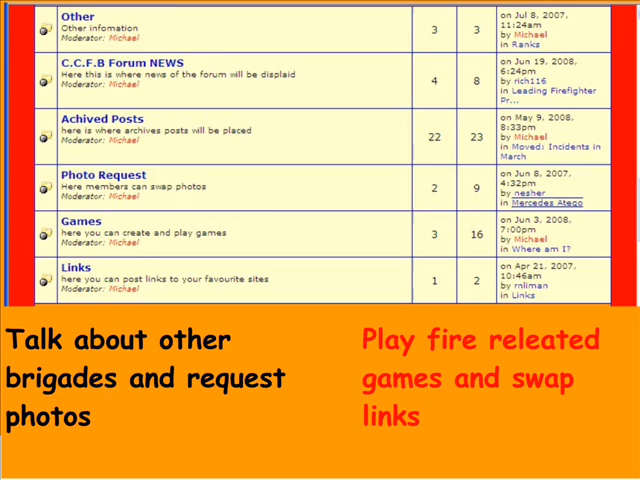 Other
Other infomation
Moderator: Michael
3
3
on Jul 8, 2007,
11:24am
by Michael
in Ranks
C.C.F.B Forum NEWS
Here this is where news of the forum will be displaid
Moderator: Michael
4
8
on Jun 19, 2008,
6:24pm
by rich116
in Leading Firefighter
Pr...
Achived Posts
here is where archives posts will be placed
Moderator: Michael
22
23
on May 9, 2008,
8:33pm
by Michael
in Moved: Incidents in
March
Photo Request
Here members can swap photos
Moderator: Michael
2
9
on Jun 8, 2007,
4:32pm
by nesher
in Mercedes Atego
Games
here you can create and play games
Moderator: Michael
3
16
on Jun 3, 2008,
7:00pm
by Michael
in Where am I?
Links
here you can post links to your favourite sites
Moderator: Michael
1
2
on Apr 21, 2007,
10:46am
by rnliman
in Links
Talk about other
brigades and request
photos
Play fire releated
games and swap
links